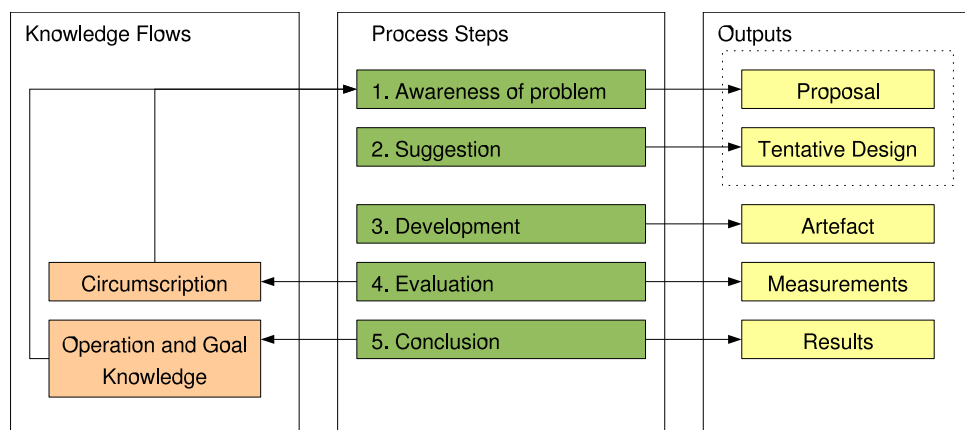 Knowledge Flows
Process Steps
Outputs
1. Awareness of problem
Proposal
2. Suggestion
Tentative Design
3. Development
Artefact
Circumscription
4. Evaluation
Measurements
Operation and Goal
Knowledge
5. Conclusion
Results